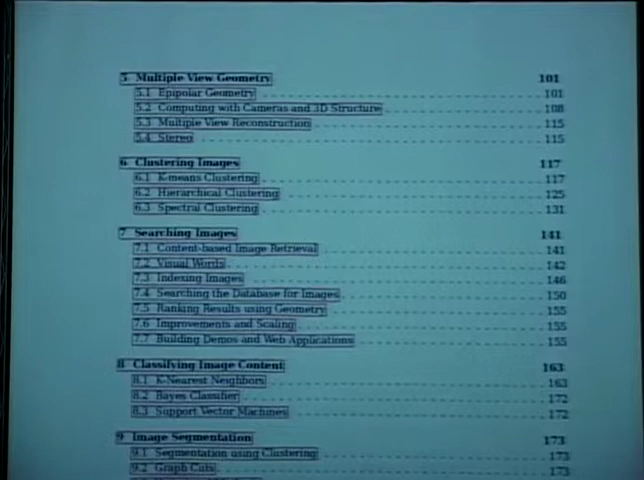 5 Multiple View Geometry 101
5.1 Epipolar Geometry 101
5.2 Computing with Cameras and 3D Structure 108
5.3 Multiple View Reconstruction 115
5.4 Stereo 115
6 Clustering Images 117
6.1 K-means Clustering 117
6.2 Hierarchical Clustering 125
6.3 Spectral Clustering 131
7 Searching Images 141
7.1 Content-based Image Retrieval 141
7.2 Visual Words 142
7.3 Indexing Images 146
7.4 Searching the Database for Images 150
7.5 Ranking Results using Geometry 155
7.6 Improvements and Scaling 155
7.7 Building Demos and Web Applications 155
8 Classifying Image Content 163
8.1 K-Nearest Neighbors 163
8.2 Bayes Classifier 172
8.3 Support Vector Machines 172
9 Image Segmentation 173
9.1 Segmentation using Clustering 173
9.2 Graph Cuts 173